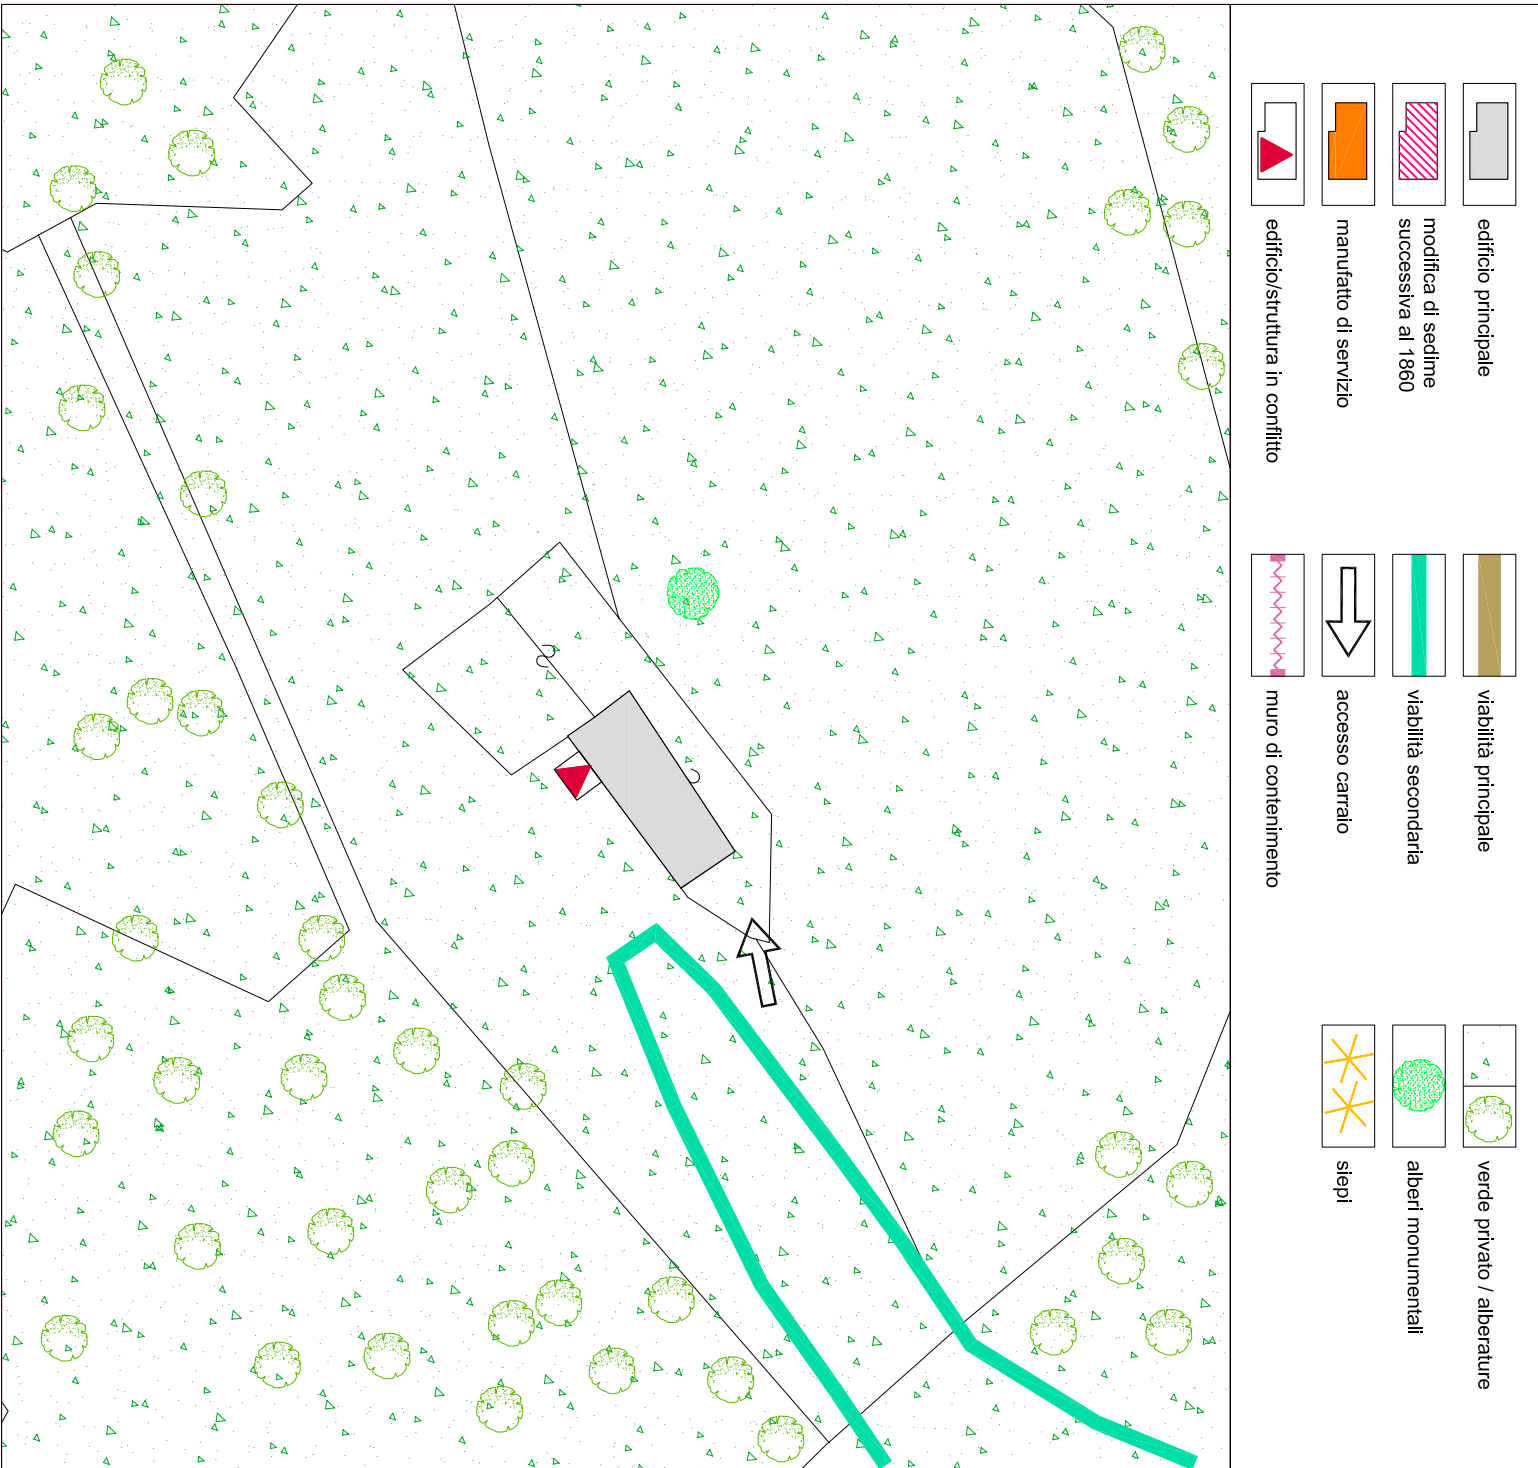 edificio principale
modifica di sedime
successiva al 1860
manufatto di servizio
edificio/struttura in conflitto
viabilità principale
viabilità secondaria
accesso carraio
muro di contenimento
verde privato / alberature
alberi monumentali
siepi